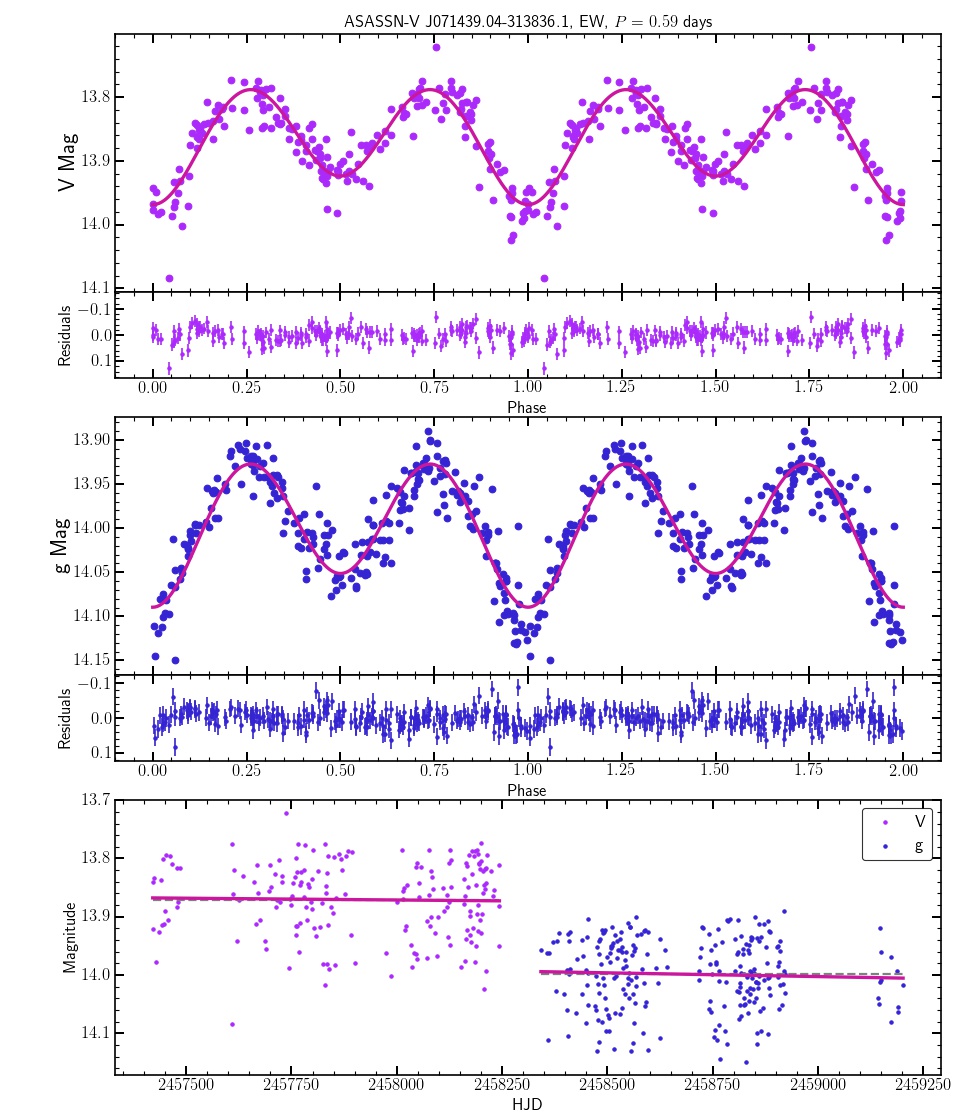 ASASSN-V J071439.04-313836.1, EW, P = 0.59 days
13.8
13.9
14.0
14.1
V Mag
−0.1
0.0
0.1
Residuals
0.00 0.25 0.50 0.75 1.00 1.25 1.50 1.75 2.00
Phase
13.90
13.95
14.00
14.05
14.10
14.15
g Mag
−0.1
0.0
0.1
Residuals
0.00 0.25 0.50 0.75 1.00 1.25 1.50 1.75 2.00
Phase
13.7
13.8
13.9
14.0
14.1
Magnitude
V
g
2457500 2457750 2458000 2458250 2458500 2458750 2459000 2459250
HJD